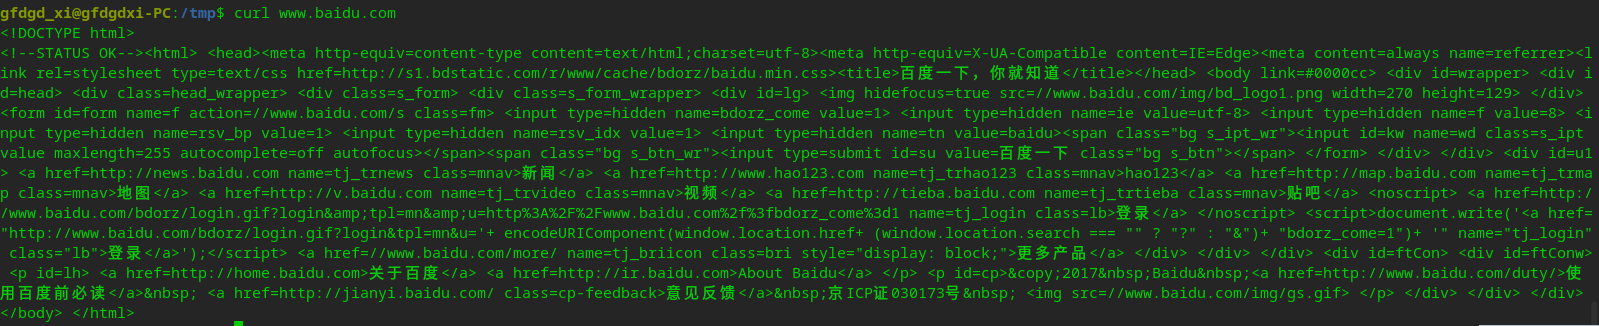 gfdgd_xi@gfdgdxi-PC:/tmp$ curl www.baidu.com
<!DOCTYPE html>
<!--STATUS OK--><html> <head><meta http-equiv=content-type content=text/html;charset=utf-8><meta http-equiv=X-UA-Compatible content=IE=Edge><meta content=always name=referrer><l
ink rel=stylesheet type=text/css href=http://s1.bdstatic.com/r/www/cache/bdorz/baidu.min.css><title>百度一下，你就知道</title></head> <body link=#0000cc> <div id=wrapper> <div i
d=head> <div class=head_wrapper> <div class=s_form> <div class=s_form_wrapper> <div id=lg> <img hidefocus=true src=//www.baidu.com/img/bd_logo1.png width=270 height=129> </div>
<form id=form name=f action=//www.baidu.com/s class=fm> <input type=hidden name=bdorz_come value=1> <input type=hidden name=ie value=utf-8> <input type=hidden name=f value=8> <i
nput type=hidden name=rsv_bp value=1> <input type=hidden name=rsv_idx value=1> <input type=hidden name=tn value=baidu><span class="bg s_ipt_wr"><input id=kw name=wd class=s_ipt
value maxlength=255 autocomplete=off autofocus></span><span class="bg s_btn_wr"><input type=submit id=su value=百度一下 class="bg s_btn"></span> </form> </div> </div> <div id=u1
> <a href=http://news.baidu.com name=tj_trnews class=mnav>新闻</a> <a href=http://www.hao123.com name=tj_trhao123 class=mnav>hao123</a> <a href=http://map.baidu.com name=tj_trma
p class=mnav>地图</a> <a href=http://v.baidu.com name=tj_trvideo class=mnav>视频</a> <a href=http://tieba.baidu.com name=tj_trtieba class=mnav>贴吧</a> <noscript> <a href=http:/
/www.baidu.com/bdorz/login.gif?login&amp;tpl=mn&amp;u=http%3A%2F%2Fwww.baidu.com%2f%3fbdorz_come%3d1 name=tj_login class=lb>登录</a> </noscript> <script>document.write('<a href=
"http://www.baidu.com/bdorz/login.gif?login&tpl=mn&u='+ encodeURIComponent(window.location.href+ (window.location.search === "" ? "?" : "&")+ "bdorz_come=1")+ '" name="tj_login"
 class="lb">登录</a>');</script> <a href=//www.baidu.com/more/ name=tj_briicon class=bri style="display: block;">更多产品</a> </div> </div> </div> <div id=ftCon> <div id=ftConw>
 <p id=lh> <a href=http://home.baidu.com>关于百度</a> <a href=http://ir.baidu.com>About Baidu</a> </p> <p id=cp>&copy;2017&nbsp;Baidu&nbsp;<a href=http://www.baidu.com/duty/>使
用百度前必读</a>&nbsp; <a href=http://jianyi.baidu.com/ class=cp-feedback>意见反馈</a>&nbsp;京ICP证030173号&nbsp; <img src=//www.baidu.com/img/gs.gif> </p> </div> </div> </div>
</body> </html>